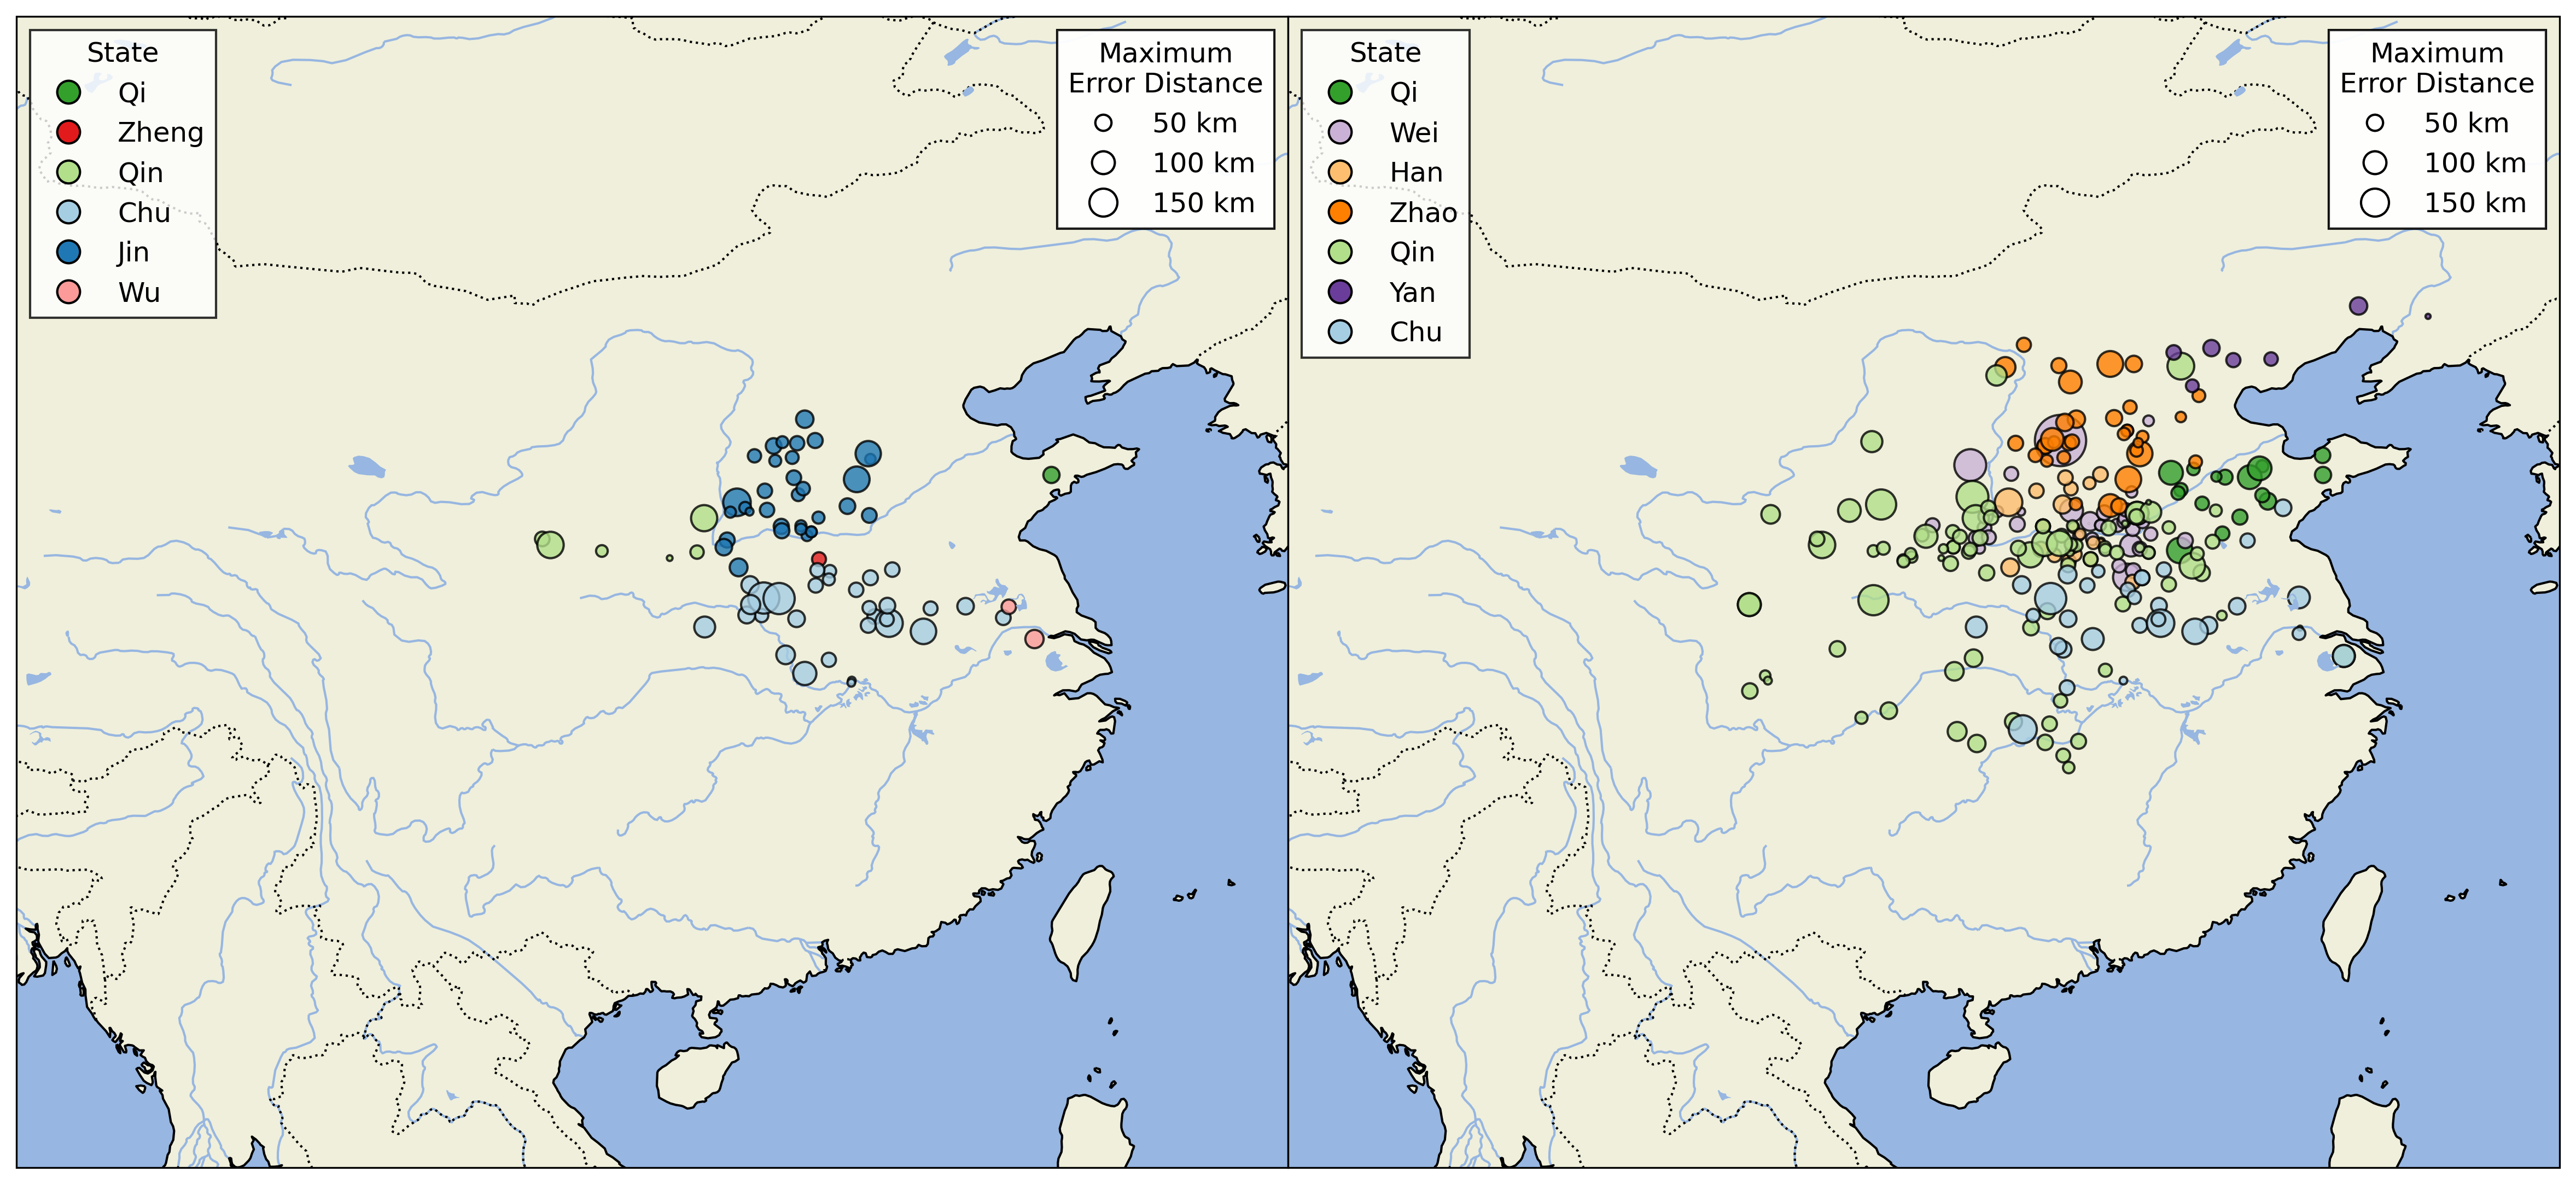 State
Qi
Zheng
Qin
Chu
Jin
Wu
Maximum
Error Distance
50 km
100 km
150 km
State
Qi
Wei
Han
Zhao
Qin
Yan
Chu
Maximum
Error Distance
50 km
100 km
150 km